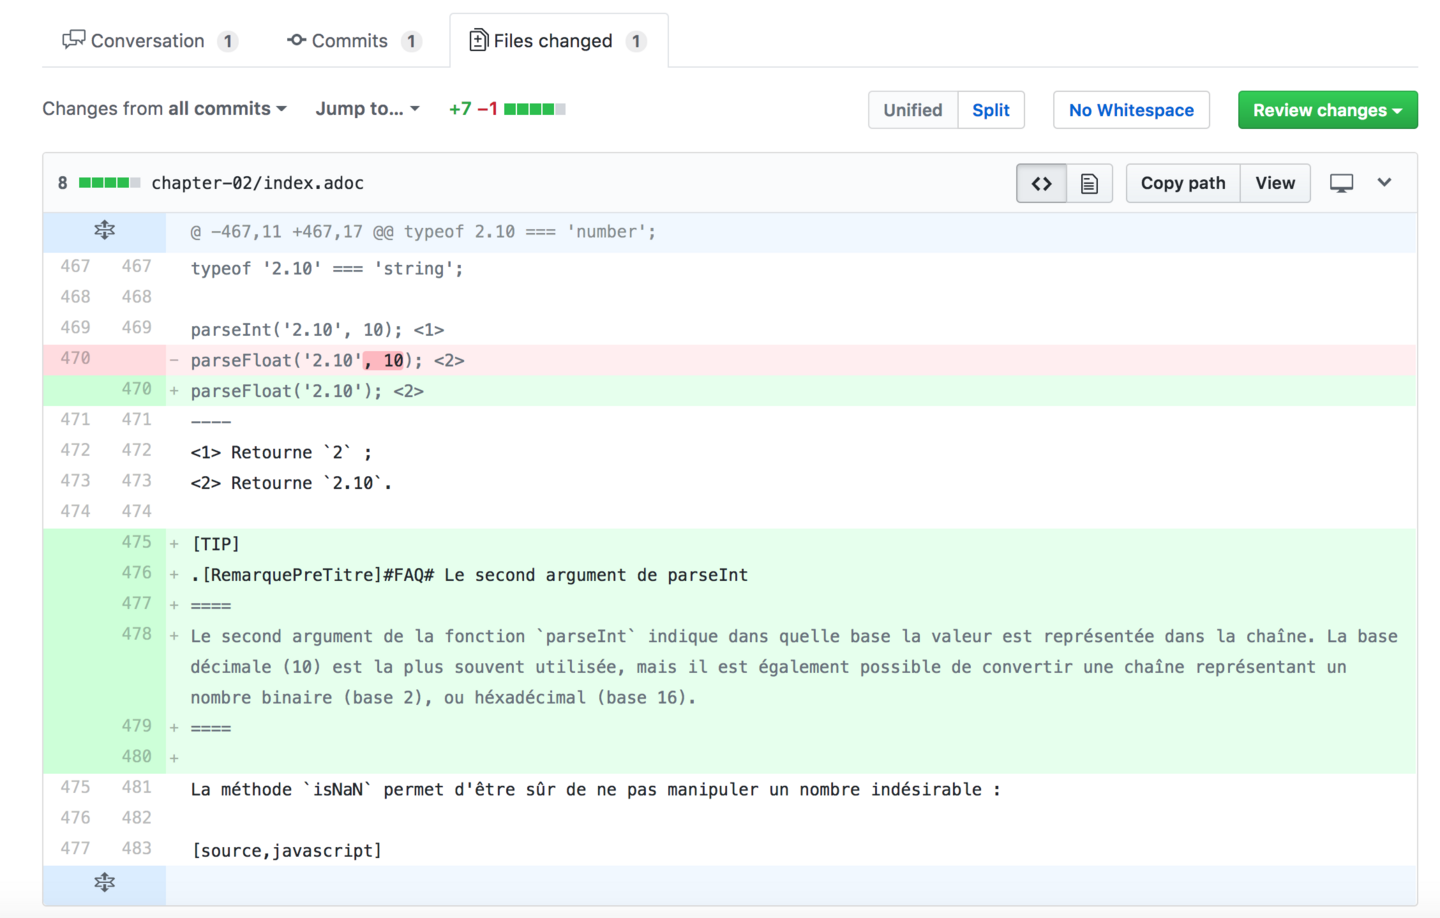 Conversation 1 Commits 1 Files changed 1
Changes from all commits Jump to... +7 −1 Unified Split No Whitespace Review changes
8 chapter-02/index.adoc Copy path View
@ -467,11 +467,17 @@ typeof 2.10 === 'number';
467 467 typeof '2.10' === 'string';
468 468
469 469 parseInt('2.10', 10); <1>
470 - parseFloat('2.10', 10); <2>
470 + parseFloat('2.10'); <2>
471 471 ----
472 472 <1> Retourne `2` ;
473 473 <2> Retourne `2.10`.
474 474
475 + [TIP]
476 + .[RemarquePreTitre]#FAQ# Le second argument de parseInt
477 + ====
478 + Le second argument de la fonction `parseInt` indique dans quelle base la valeur est représentée dans la chaîne. La base
décimale (10) est la plus souvent utilisée, mais il est également possible de convertir une chaîne représentant un
nombre binaire (base 2), ou héxadécimal (base 16).
479 + ====
480 +
475 481 La méthode `isNaN` permet d'être sûr de ne pas manipuler un nombre indésirable :
476 482
477 483 [source,javascript]